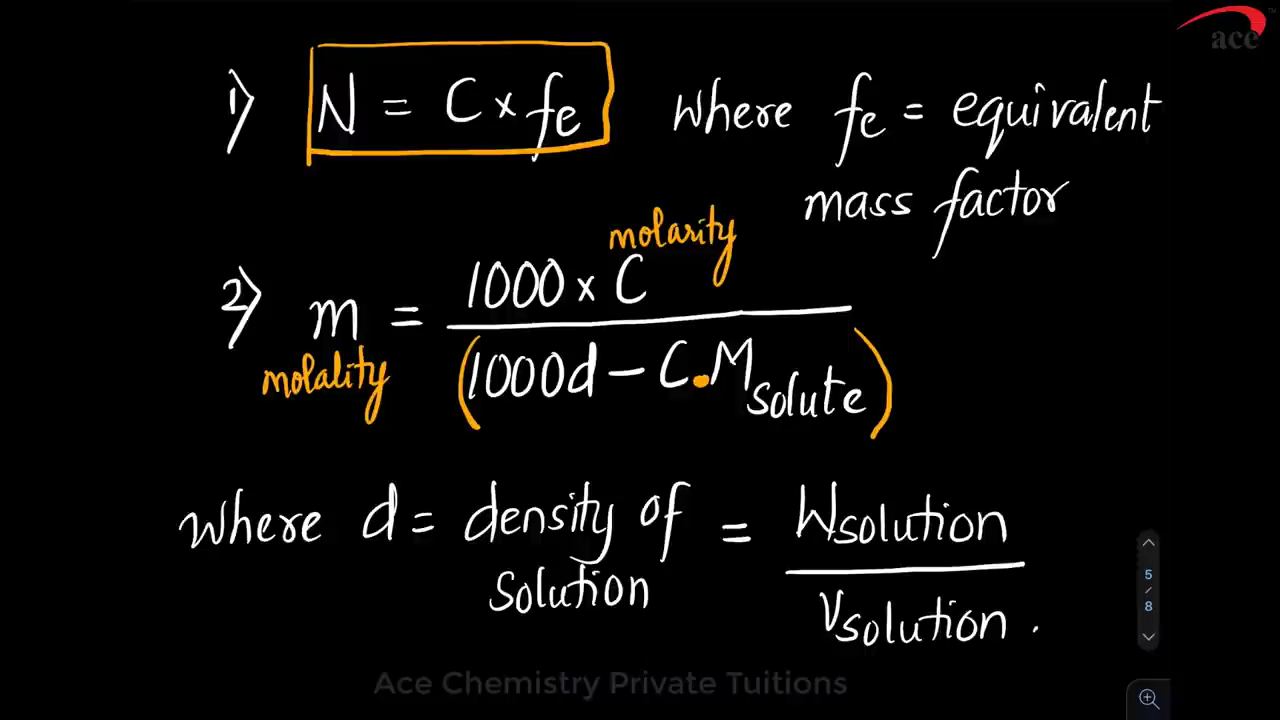 ace
1) N = C × fe where fe = equivalent
mass factor
molarity
2) m = 1000 × C
molality (1000d – C.M solute)
where d = density of solution = Wsolution
Vsolution.
5
/
8
Ace Chemistry Private Tuitions